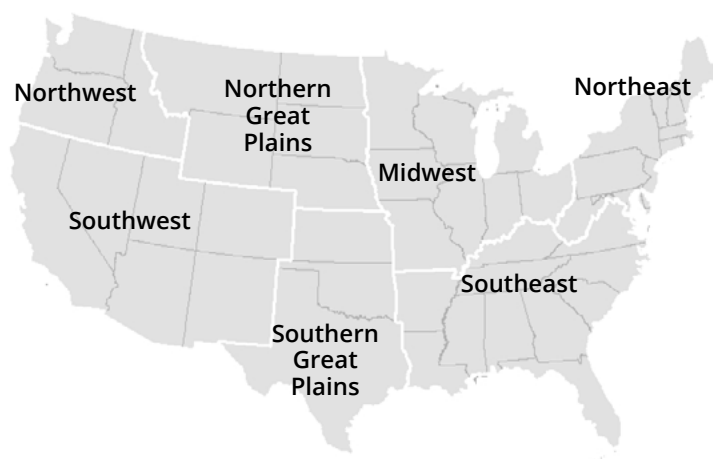 Northwest
Northern
Great
Plains
Northeast
Midwest
Southwest
Southeast
Southern
Great
Plains